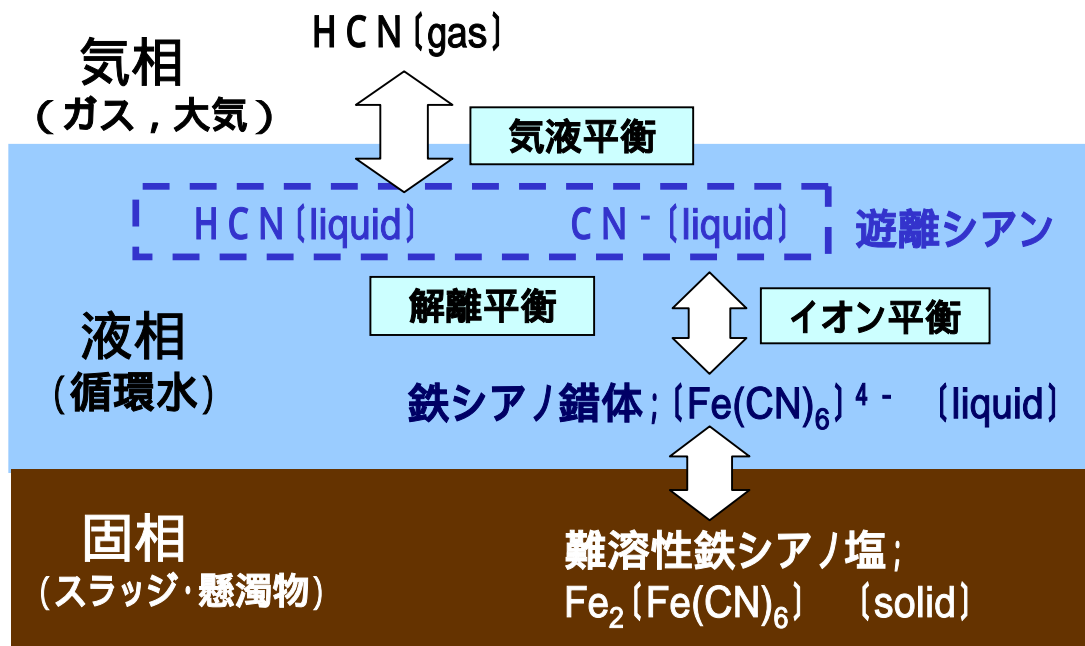 HCN〔gas〕
気相
（ガス，大気）
気液平衡
HCN〔liquid〕 CN⁻〔liquid〕
遊離シアン
解離平衡
イオン平衡
液相
（循環水）
鉄シアノ錯体；〔Fe(CN)₆〕⁴⁻ 〔liquid〕
固相
（スラッジ・懸濁物）
難溶性鉄シアノ塩；
Fe₂〔Fe(CN)₆〕 〔solid〕